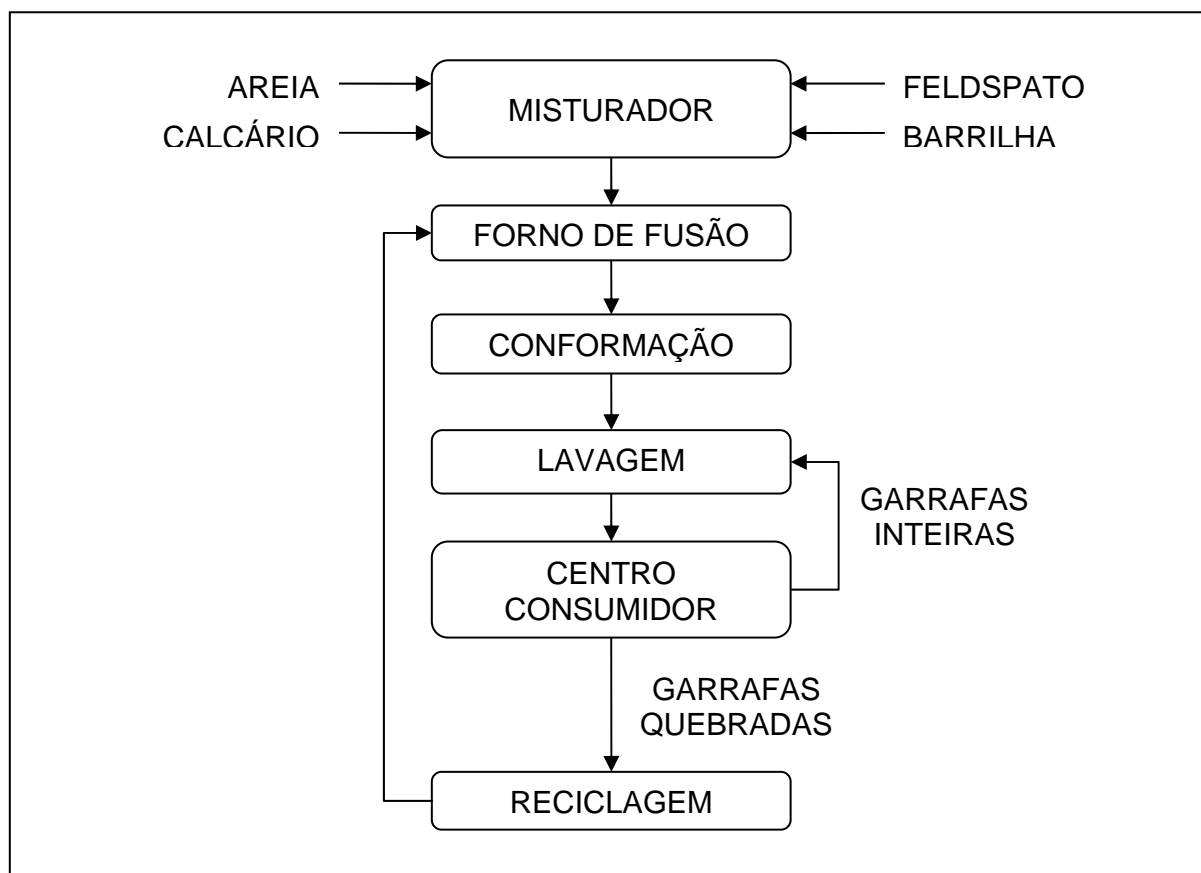 AREIA
CALCÁRIO
MISTURADOR
FELDSPATO
BARRILHA
FORNO DE FUSÃO
CONFORMAÇÃO
LAVAGEM
GARRAFAS
INTEIRAS
CENTRO
CONSUMIDOR
GARRAFAS
QUEBRADAS
RECICLAGEM